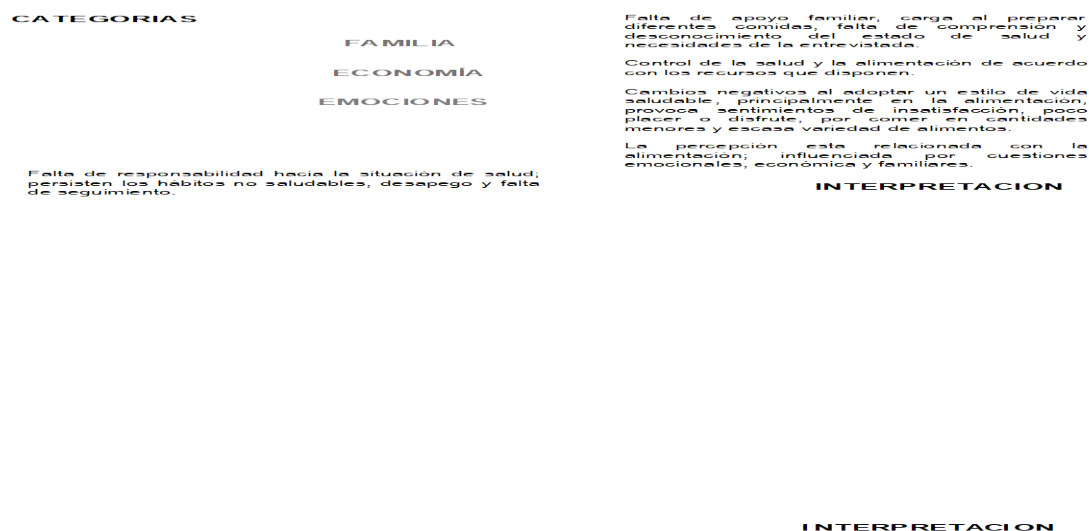 CATEGORIAS
FAMILIA
ECONOMÍA
EMOCIONES
Falta de responsabilidad hacia la situación de salud;
persisten los hábitos no saludables, desapego y falta
de seguimiento.
Falta de apoyo familiar, carga al preparar
diferentes comidas, falta de comprensión y
desconocimiento del estado de salud y
necesidades de la entrevistada.
Control de la salud y la alimentación de acuerdo
con los recursos que disponen.
Cambios negativos al adoptar un estilo de vida
saludable, principalmente en la alimentación,
provoca sentimientos de insatisfacción, poco
placer o disfrute, por comer en cantidades
menores y escasa variedad de alimentos.
La percepción esta relacionada con la
alimentación; influenciada por cuestiones
emocionales, económica y familiares.
INTERPRETACION
INTERPRETACION